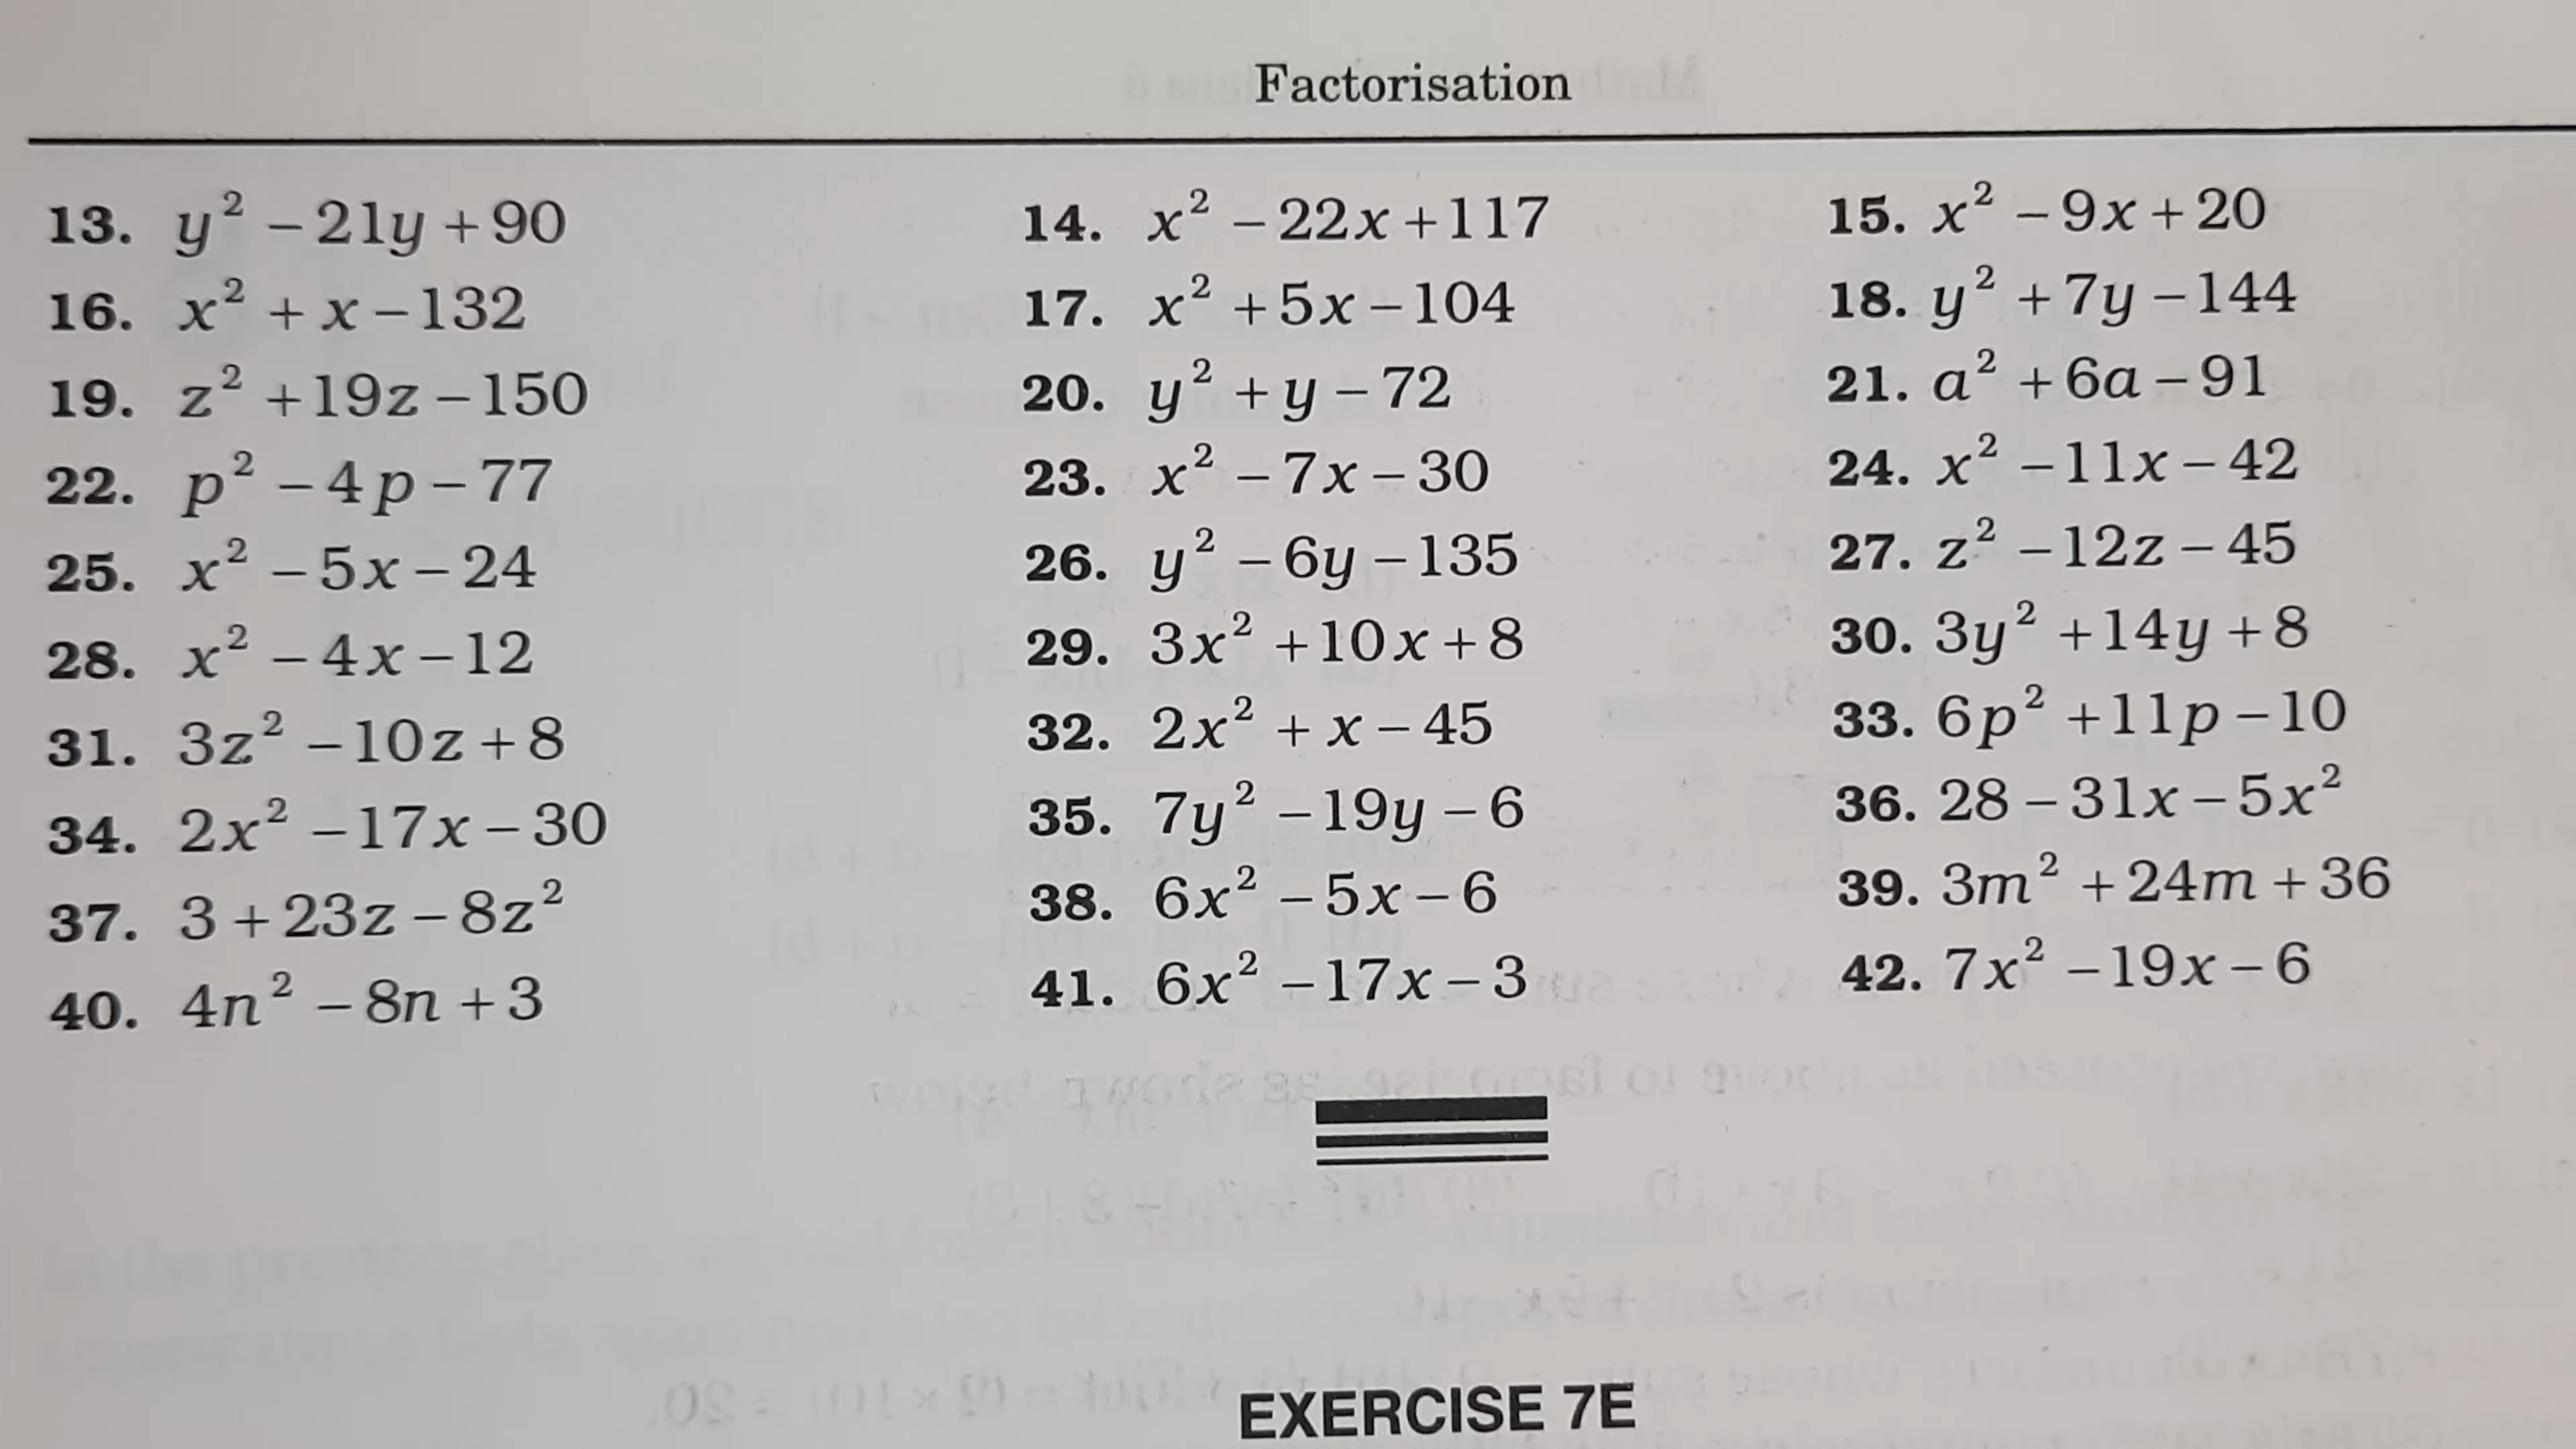 Factorisation
13. y² – 21y + 90 14. x² – 22x + 117 15. x² – 9x + 20
16. x² + x – 132 17. x² + 5x – 104 18. y² + 7y – 144
19. z² + 19z – 150 20. y² + y – 72 21. a² + 6a – 91
22. p² – 4p – 77 23. x² – 7x – 30 24. x² – 11x – 42
25. x² – 5x – 24 26. y² – 6y – 135 27. z² – 12z – 45
28. x² – 4x – 12 29. 3x² + 10x + 8 30. 3y² + 14y + 8
31. 3z² – 10z + 8 32. 2x² + x – 45 33. 6p² + 11p – 10
34. 2x² – 17x – 30 35. 7y² – 19y – 6 36. 28 – 31x – 5x²
37. 3 + 23z – 8z² 38. 6x² – 5x – 6 39. 3m² + 24m + 36
40. 4n² – 8n + 3 41. 6x² – 17x – 3 42. 7x² – 19x – 6
EXERCISE 7E